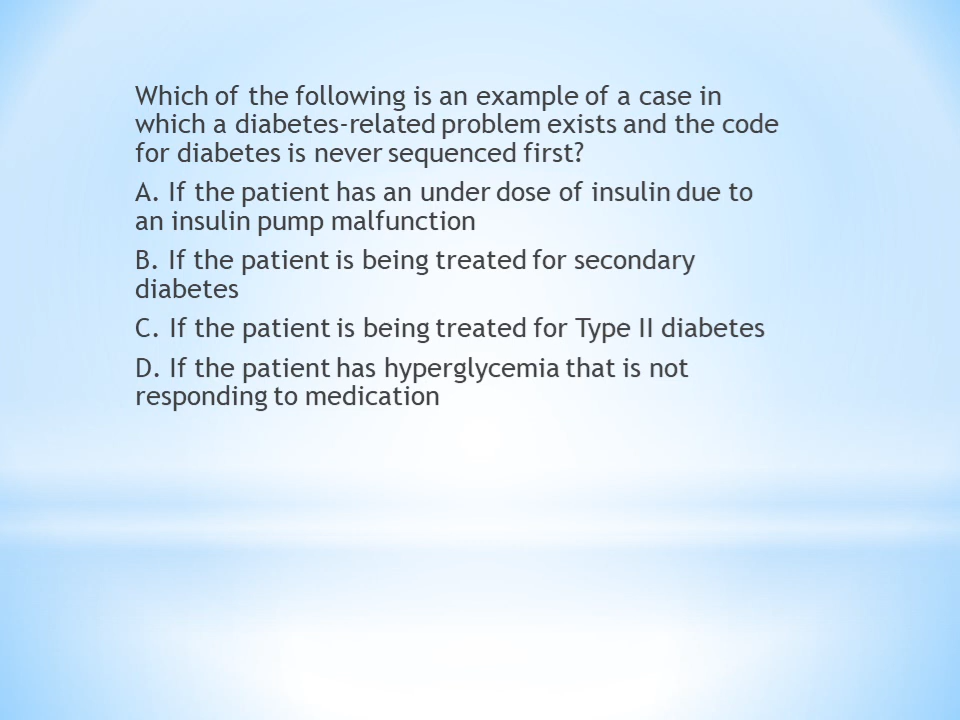 Which of the following is an example of a case in
which a diabetes-related problem exists and the code
for diabetes is never sequenced first?
A. If the patient has an under dose of insulin due to
an insulin pump malfunction
B. If the patient is being treated for secondary
diabetes
C. If the patient is being treated for Type II diabetes
D. If the patient has hyperglycemia that is not
responding to medication